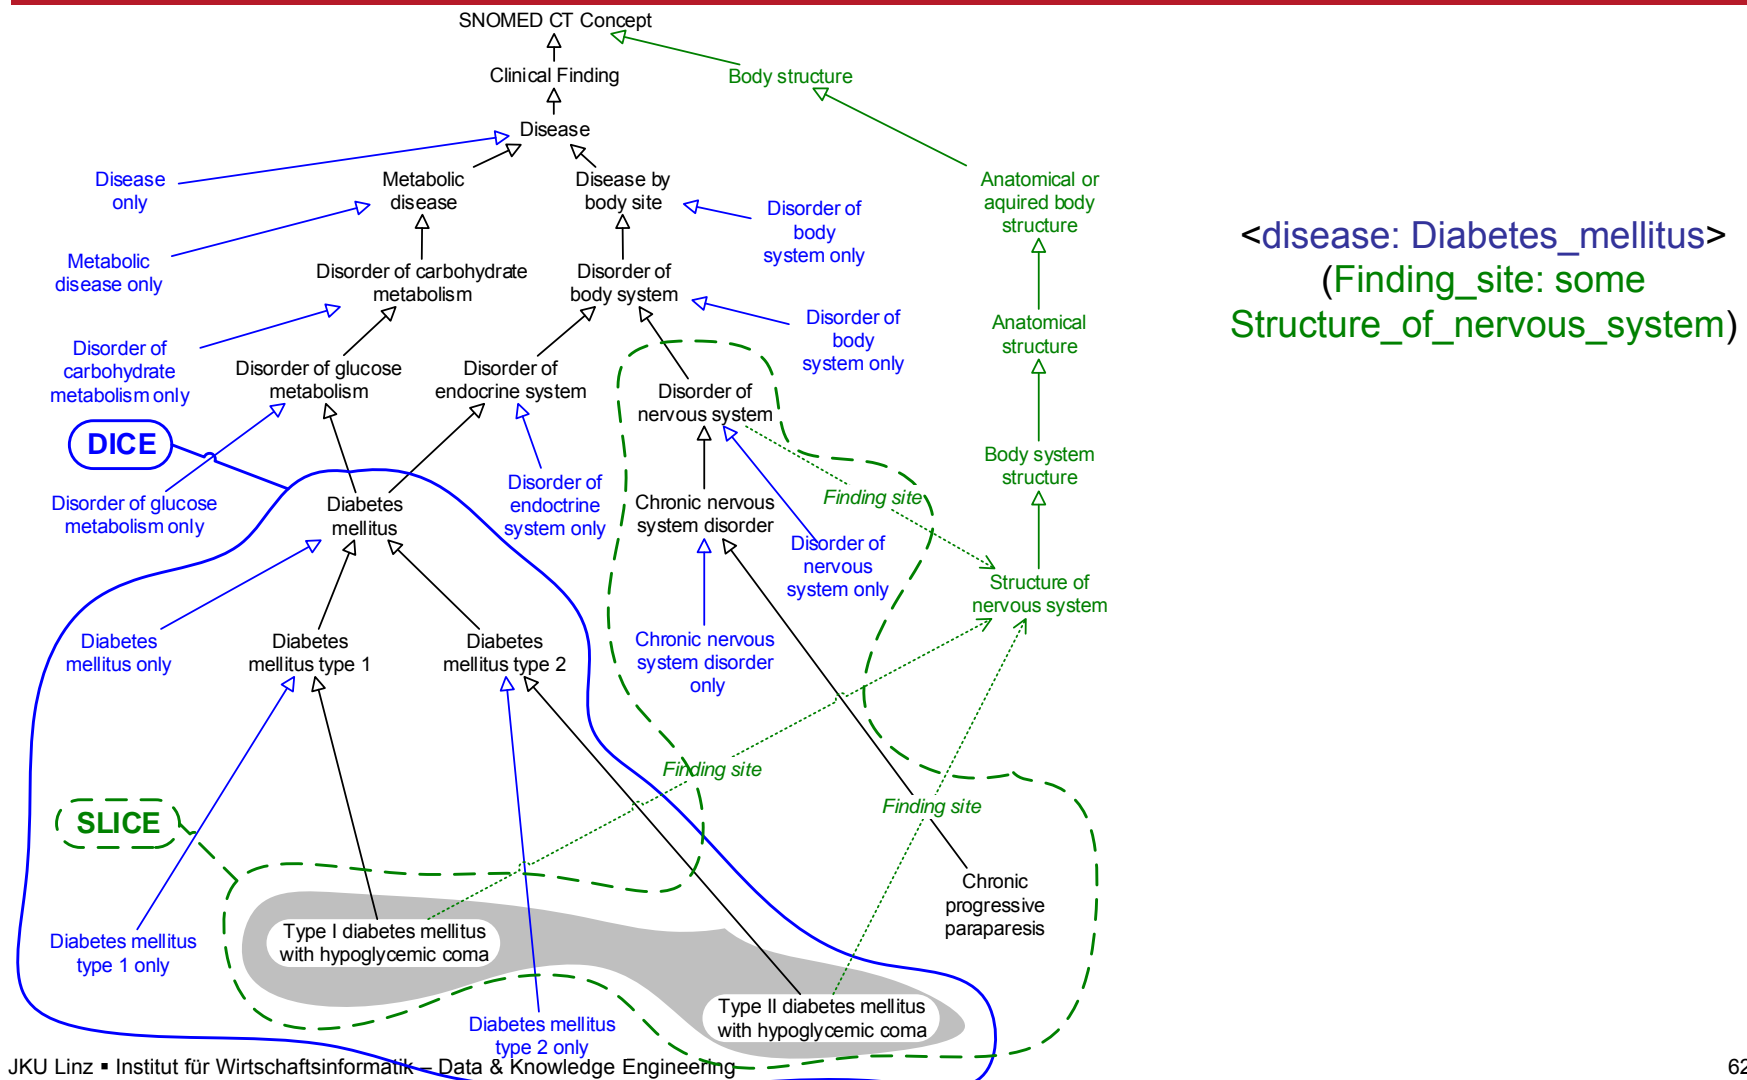 SNOMED CT Concept
Clinical Finding
Body structure
Disease
Disease
only
Metabolic
disease
Disease by
body site
Anatomical or
aquired body
structure
Disorder of
body
system only
<disease: Diabetes_mellitus>
(Finding_site: some
Structure_of_nervous_system)
Metabolic
disease only
Disorder of carbohydrate
metabolism
Disorder of
body system
Disorder of
body
system only
Anatomical
structure
Disorder of
carbohydrate
metabolism only
Disorder of glucose
metabolism
Disorder of
endocrine system
Disorder of
nervous system
DICE
Body system
structure
Disorder of glucose
metabolism only
Diabetes
mellitus
Disorder of
endoctrine
system only
Chronic nervous
system disorder
Finding site
Disorder of
nervous
system only
Structure of
nervous system
Diabetes
mellitus only
Diabetes
mellitus type 1
Diabetes
mellitus type 2
Chronic nervous
system disorder
only
Finding site
Finding site
SLICE
Chronic
progressive
paraparesis
Diabetes mellitus
type 1 only
Type I diabetes mellitus
with hypoglycemic coma
Type II diabetes mellitus
with hypoglycemic coma
Diabetes mellitus
type 2 only
JKU Linz ▪ Institut für Wirtschaftsinformatik – Data & Knowledge Engineering
62